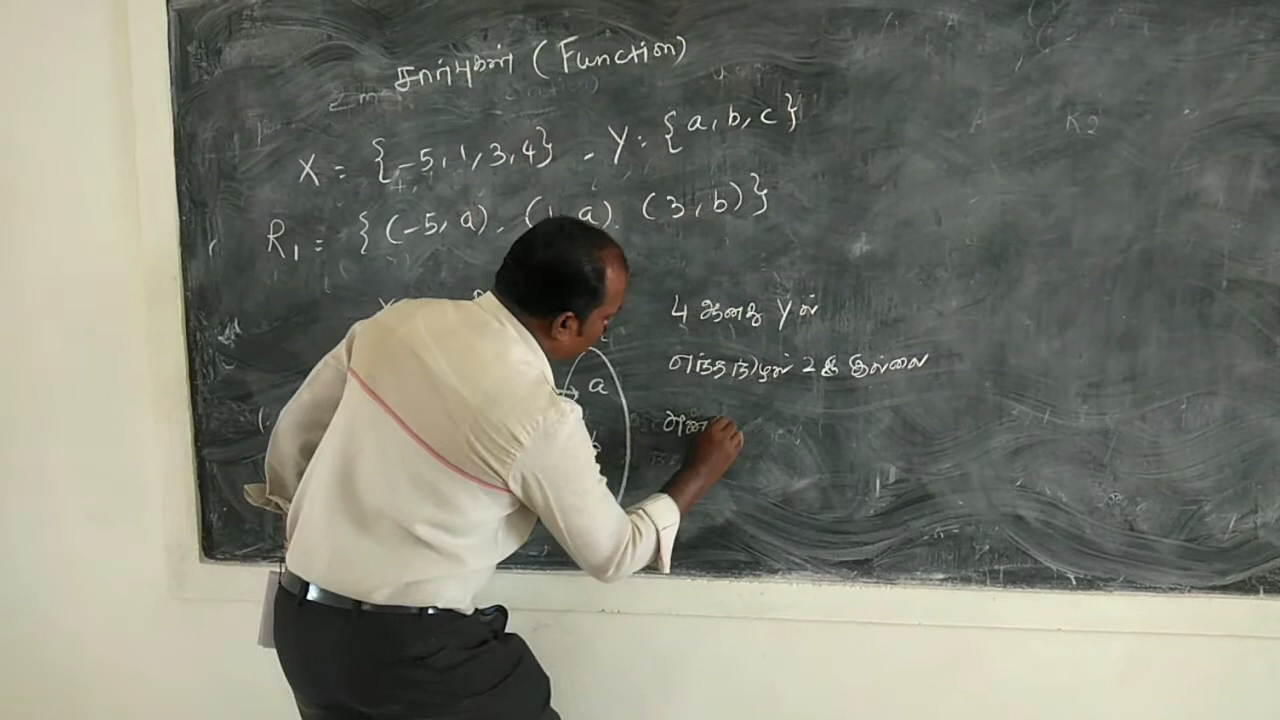 சார்புகள் (Function)
X = {-5, 1, 3, 4} - Y = {a, b, c}
R₁ = {(-5, a), (1, a), (3, b)}
4 ஆனது Y ல்
எந்த நிழல் உரு இல்லை
a
b